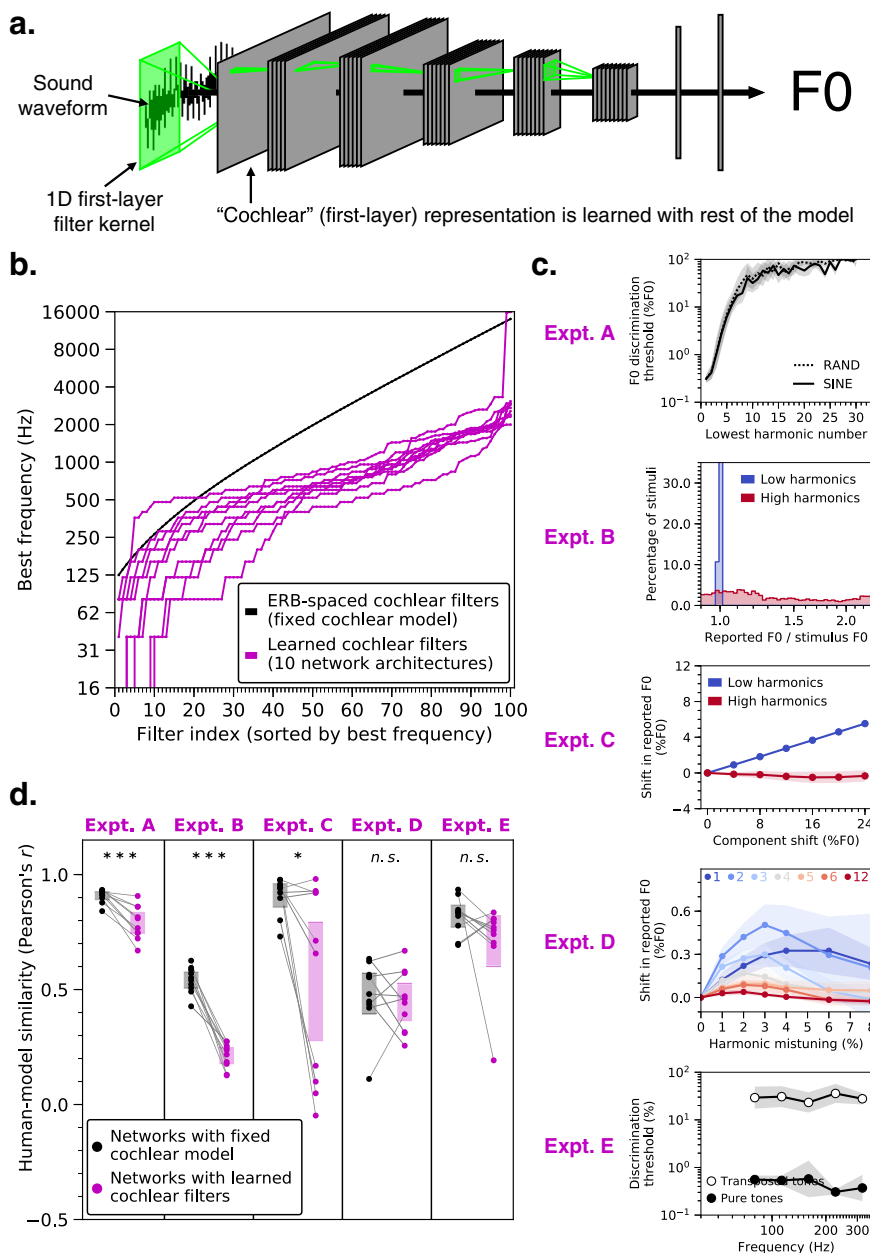 a.
Sound
waveform
F0
1D first-layer
filter kernel
“Cochlear” (first-layer) representation is learned with rest of the model
b.
16000
8000
4000
2000
1000
500
250
125
62
31
16
Best frequency (Hz)
ERB-spaced cochlear filters
(fixed cochlear model)
Learned cochlear filters
(10 network architectures)
1 10 20 30 40 50 60 70 80 90 100
Filter index (sorted by best frequency)
c.
Expt. A
F0 discrimination
threshold (%F0)
10²
10¹
10⁰
10⁻¹
RAND
SINE
0 5 10 15 20 25 30
Lowest harmonic number
Expt. B
Percentage of stimuli
30.0
20.0
10.0
0.0
Low harmonics
High harmonics
1.0 1.5 2.0
Reported F0 / stimulus F0
Expt. C
Shift in reported F0
(%F0)
12
8
4
0
−4
Low harmonics
High harmonics
0 8 16 24
Component shift (%F0)
Expt. D
Shift in reported F0
(%F0)
1 2 3 4 5 6 12
0.6
0.3
0.0
0 1 2 3 4 5 6 7 8
Harmonic mistuning (%)
Expt. E
Discrimination
threshold (%)
10²
10¹
10⁰
10⁻¹
Transposed tones
Pure tones
100 200 300
Frequency (Hz)
d.
Expt. A Expt. B Expt. C Expt. D Expt. E
*** *** * n.s. n.s.
1.0
0.5
0.0
−0.5
Human-model similarity (Pearson's r)
Networks with fixed
cochlear model
Networks with learned
cochlear filters